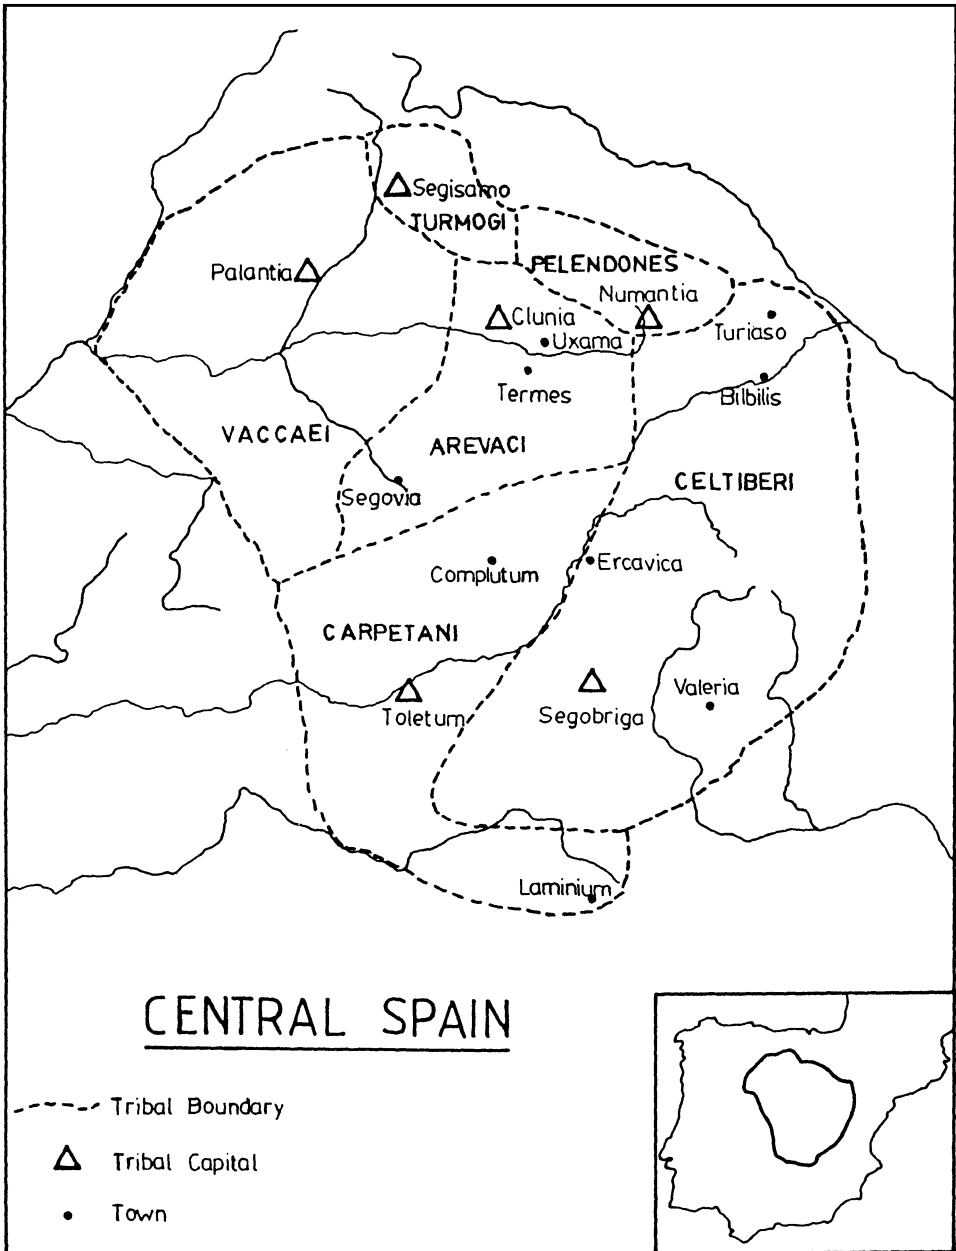 Segisamo
TURMOGI
PELENDONES
Palantia
Numantia
Clunia
Turiaso
Uxama
Termes
Bilbilis
VACCAEI
AREVACI
CELTIBERI
Segovia
Complutum
Ercavica
CARPETANI
Valeria
Toletum
Segobriga
Laminium
CENTRAL SPAIN
Tribal Boundary
Tribal Capital
Town